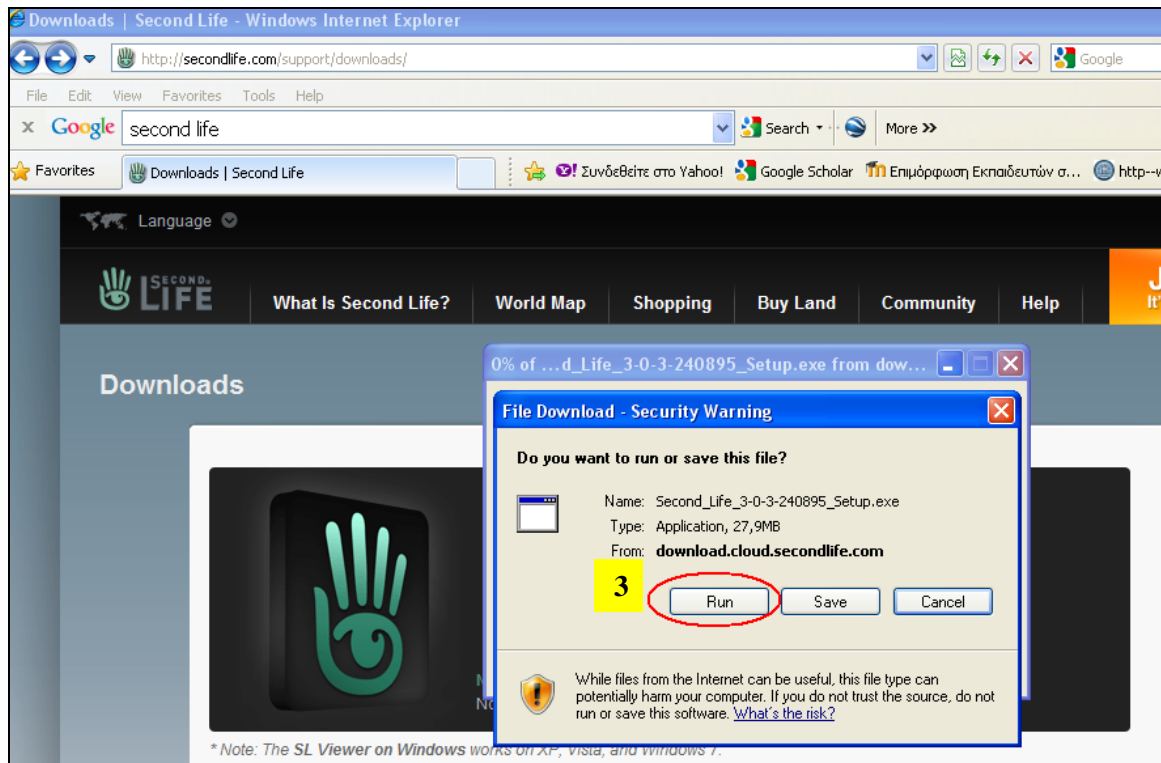 Downloads | Second Life - Windows Internet Explorer
http://secondlife.com/support/downloads/
Google
File Edit View Favorites Tools Help
x Google second life Search More >>
Favorites Downloads | Second Life Συνδεθείτε στο Yahoo! Google Scholar Επιμόρφωση Εκπαιδευτών σ... http--w
Language
SECOND LIFE
What Is Second Life? World Map Shopping Buy Land Community Help
J
It'
Downloads
0% of ...d_Life_3-0-3-240895_Setup.exe from dow...
File Download - Security Warning
Do you want to run or save this file?
Name: Second_Life_3-0-3-240895_Setup.exe
Type: Application, 27,9MB
From: download.cloud.secondlife.com
3
Run Save Cancel
While files from the Internet can be useful, this file type can
potentially harm your computer. If you do not trust the source, do not
run or save this software. What's the risk?
* Note: The SL Viewer on Windows works on XP, Vista, and Windows 7.